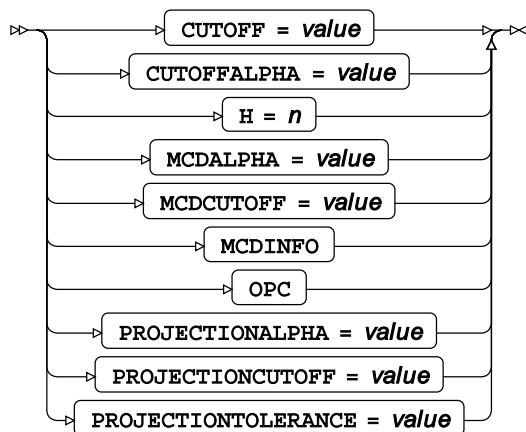 CUTOFF = value
CUTOFFALPHA = value
H = n
MCDALPHA = value
MCDCUTOFF = value
MCDINFO
OPC
PROJECTIONALPHA = value
PROJECTIONCUTOFF = value
PROJECTIONTOLERANCE = value